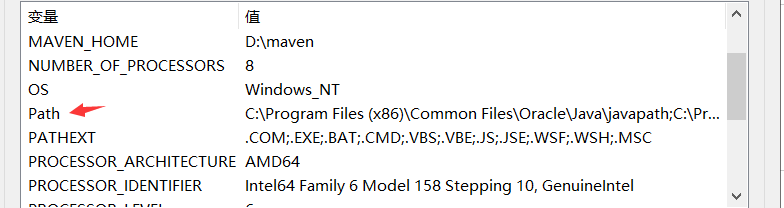 变量 值
MAVEN_HOME D:\maven
NUMBER_OF_PROCESSORS 8
OS Windows_NT
Path C:\Program Files (x86)\Common Files\Oracle\Java\javapath;C:\Pr...
PATHEXT .COM;.EXE;.BAT;.CMD;.VBS;.VBE;.JS;.JSE;.WSF;.WSH;.MSC
PROCESSOR_ARCHITECTURE AMD64
PROCESSOR_IDENTIFIER Intel64 Family 6 Model 158 Stepping 10, GenuineIntel